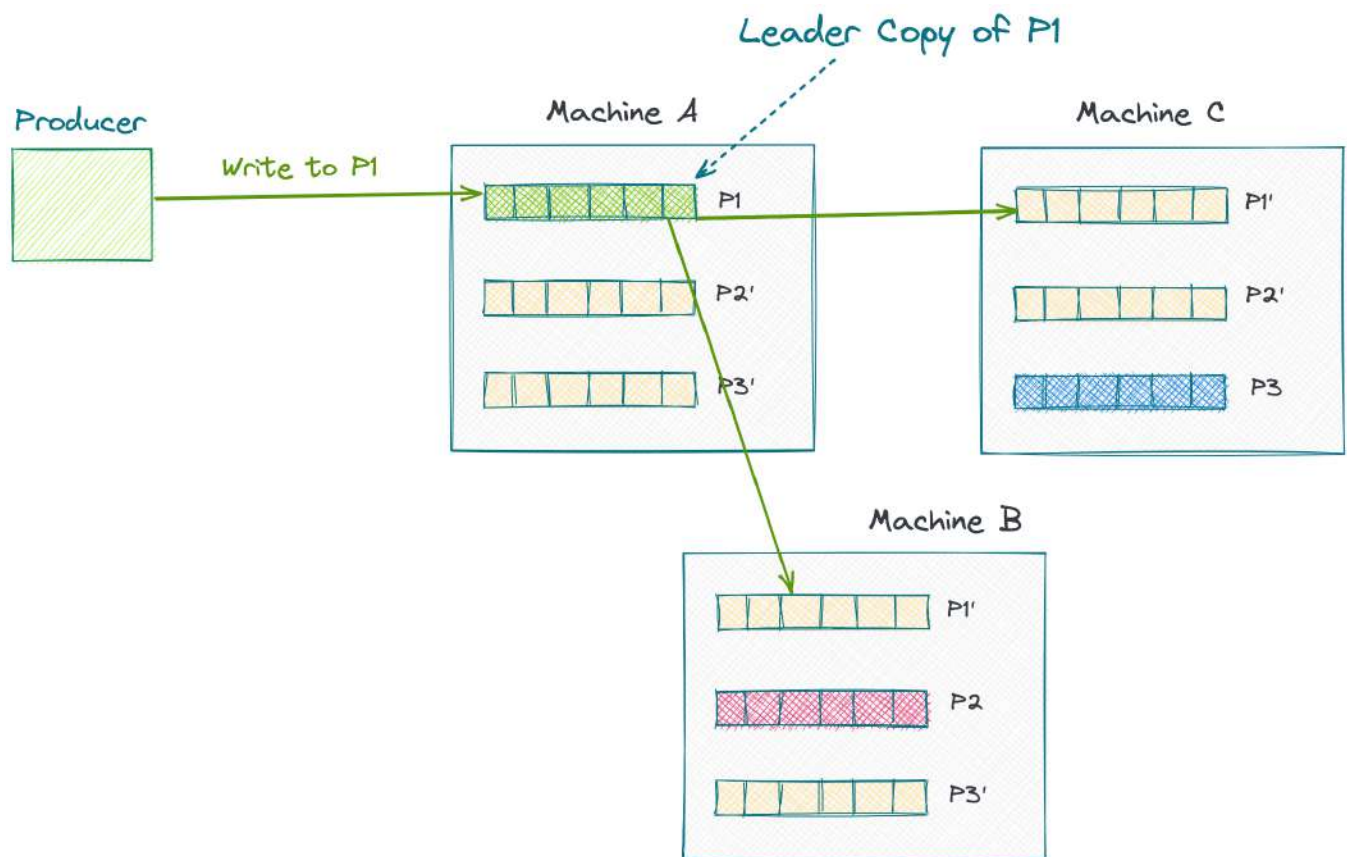 Leader Copy of P1
Producer
Machine A
Machine C
Write to P1
P1
P2'
P3'
P1'
P2'
P3
Machine B
P1'
P2
P3'